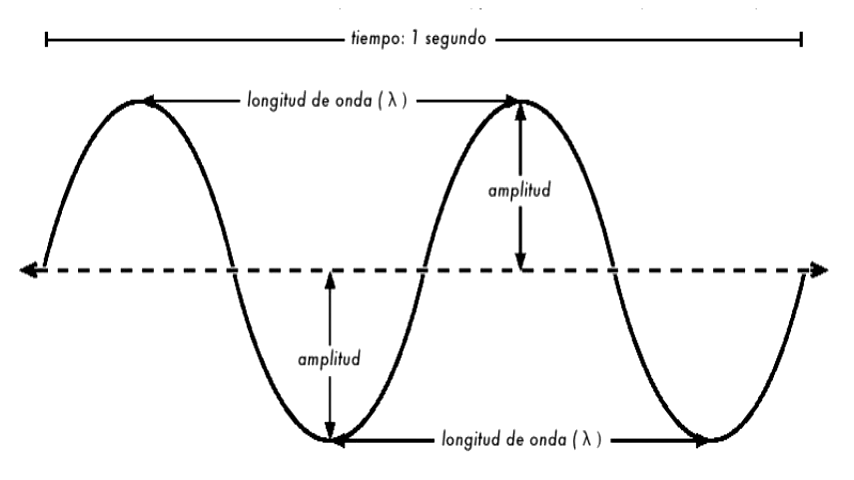 tiempo: 1 segundo
longitud de onda ( λ )
amplitud
amplitud
longitud de onda ( λ )